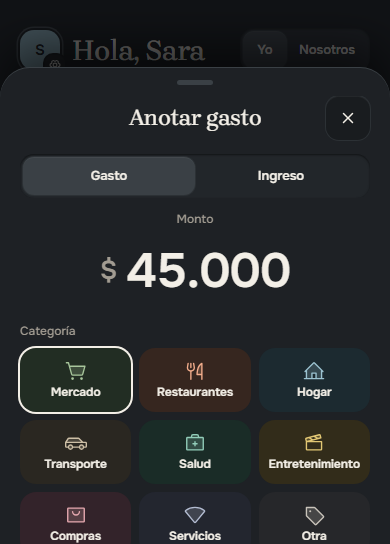 S Hola, Sara Yo Nosotros
Anotar gasto
Gasto Ingreso
Monto
$ 45.000
Categoría
Mercado Restaurantes Hogar
Transporte Salud Entretenimiento
Compras Servicios Otra